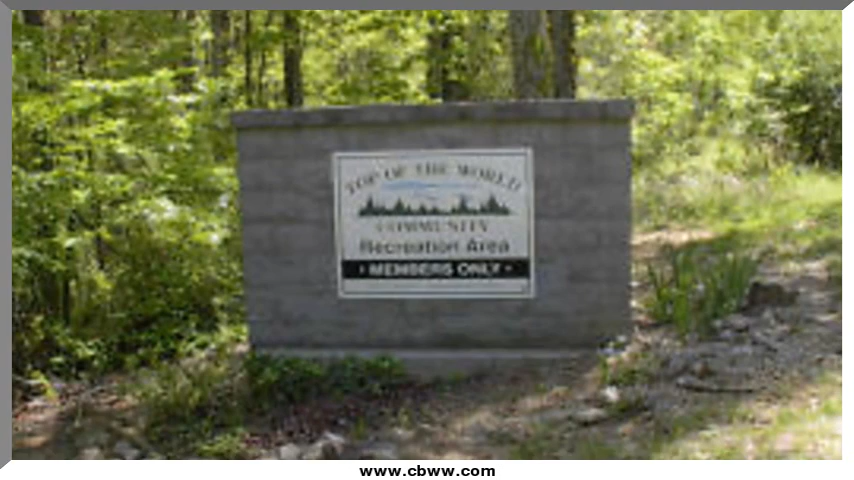 TOP OF THE WORLD
COMMUNITY
Recreation Area
• MEMBERS ONLY •
www.cbww.com